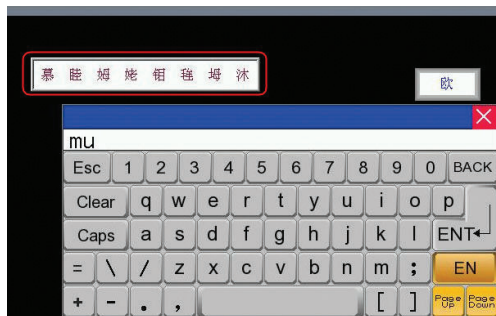 慕 睦 姆 姥 钼 毪 坶 沐
欧
mu
Esc 1 2 3 4 5 6 7 8 9 0 BACK
Clear q w e r t y u i o p
Caps a s d f g h j k l ENT
= \ / z x c v b n m ; EN
+ - . , [ ] Page Up Page Down